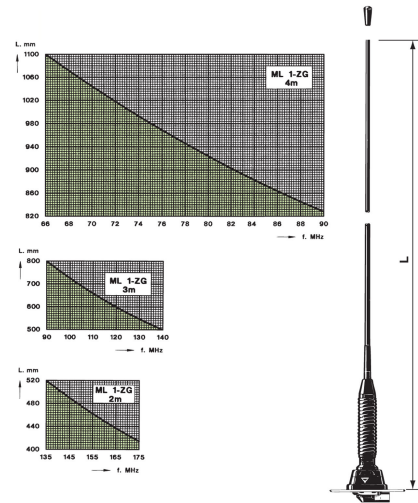 L. mm
1100
1060
1020
980
940
900
860
820
66 68 70 72 74 76 78 80 82 84 86 88 90
f. MHz
ML 1-ZG
4m
L
L. mm
800
700
600
500
90 100 110 120 130 140
f. MHz
ML 1-ZG
3m
L. mm
520
480
440
400
135 145 155 165 175
f. MHz
ML 1-ZG
2m